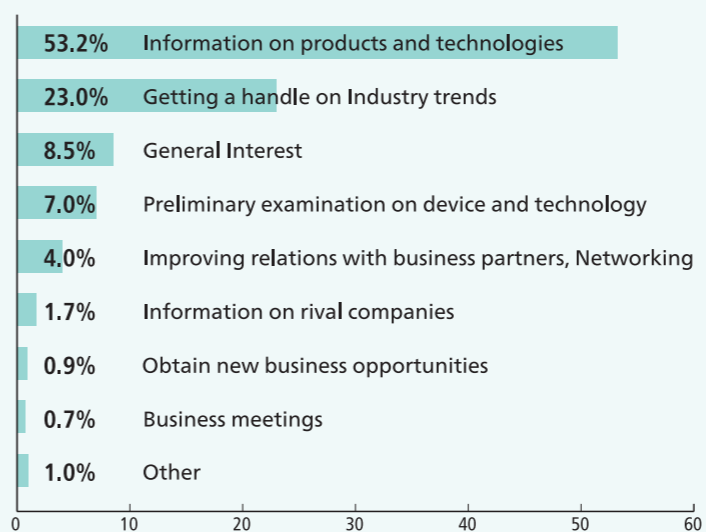 53.2% Information on products and technologies
23.0% Getting a handle on Industry trends
8.5% General Interest
7.0% Preliminary examination on device and technology
4.0% Improving relations with business partners, Networking
1.7% Information on rival companies
0.9% Obtain new business opportunities
0.7% Business meetings
1.0% Other
0 10 20 30 40 50 60